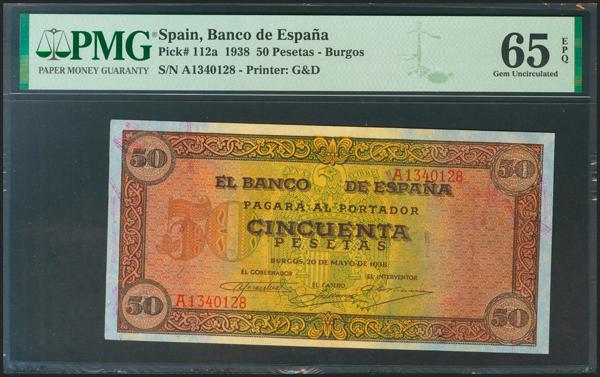 PMG®
PAPER MONEY GUARANTY
Spain, Banco de España
Pick# 112a 1938 50 Pesetas - Burgos
S/N A1340128 - Printer: G&D
65 EPQ
Gem Uncirculated
50
50
A1340128
EL BANCO DE ESPAÑA
PAGARÁ AL PORTADOR
50
CINCUENTA
PESETAS
BURGOS, 20 DE MAYO DE 1938
EL GOBERNADOR
EL CAJERO
EL INTERVENTOR
A1340128
50
50